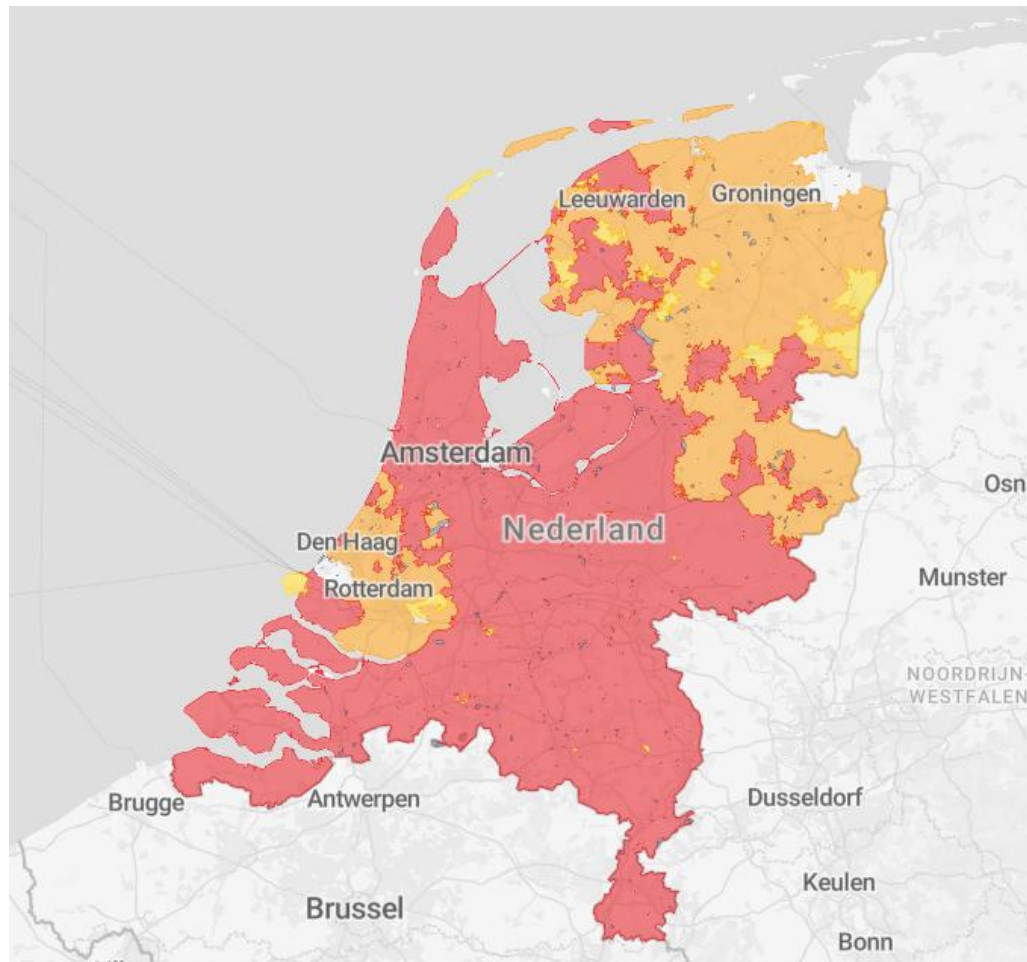 Leeuwarden
Groningen
Amsterdam
Osn
Nederland
Den Haag
Munster
Rotterdam
NOORDRIJN-
WESTFALEN
Brugge
Antwerpen
Dusseldorf
Keulen
Brussel
Bonn